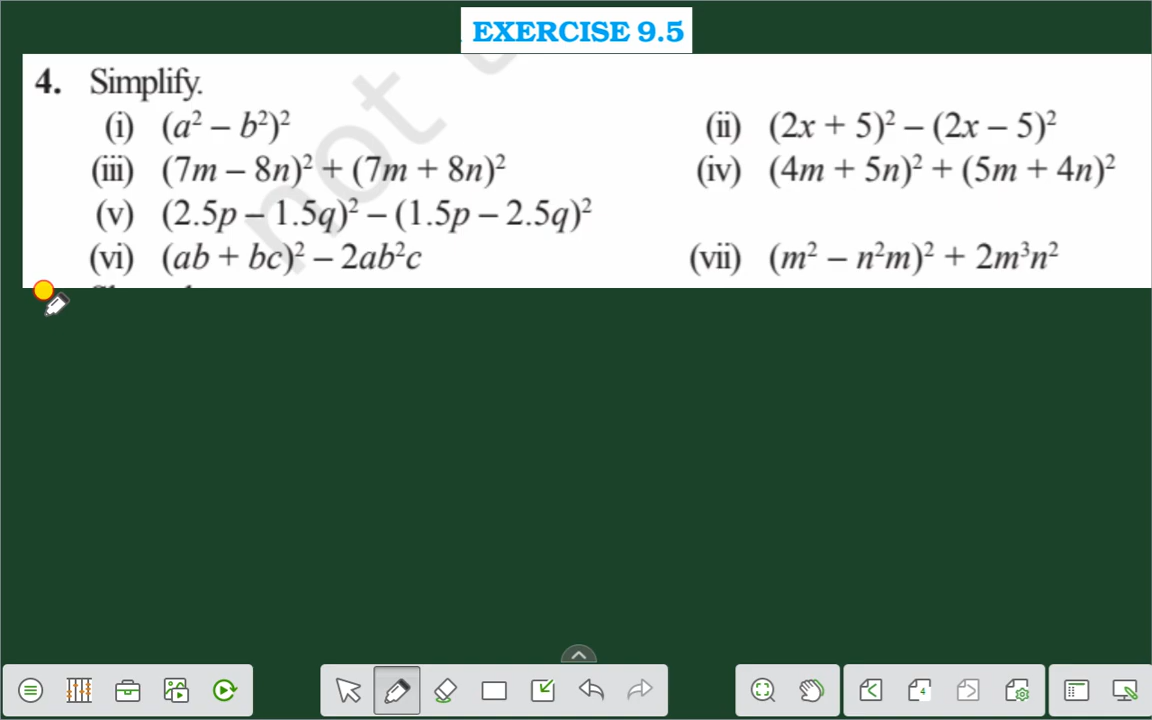 EXERCISE 9.5
4. Simplify.
(i) (a² – b²)² (ii) (2x + 5)² – (2x – 5)²
(iii) (7m – 8n)² + (7m + 8n)² (iv) (4m + 5n)² + (5m + 4n)²
(v) (2.5p – 1.5q)² – (1.5p – 2.5q)²
(vi) (ab + bc)² – 2ab²c (vii) (m² – n²m)² + 2m³n²
not
4